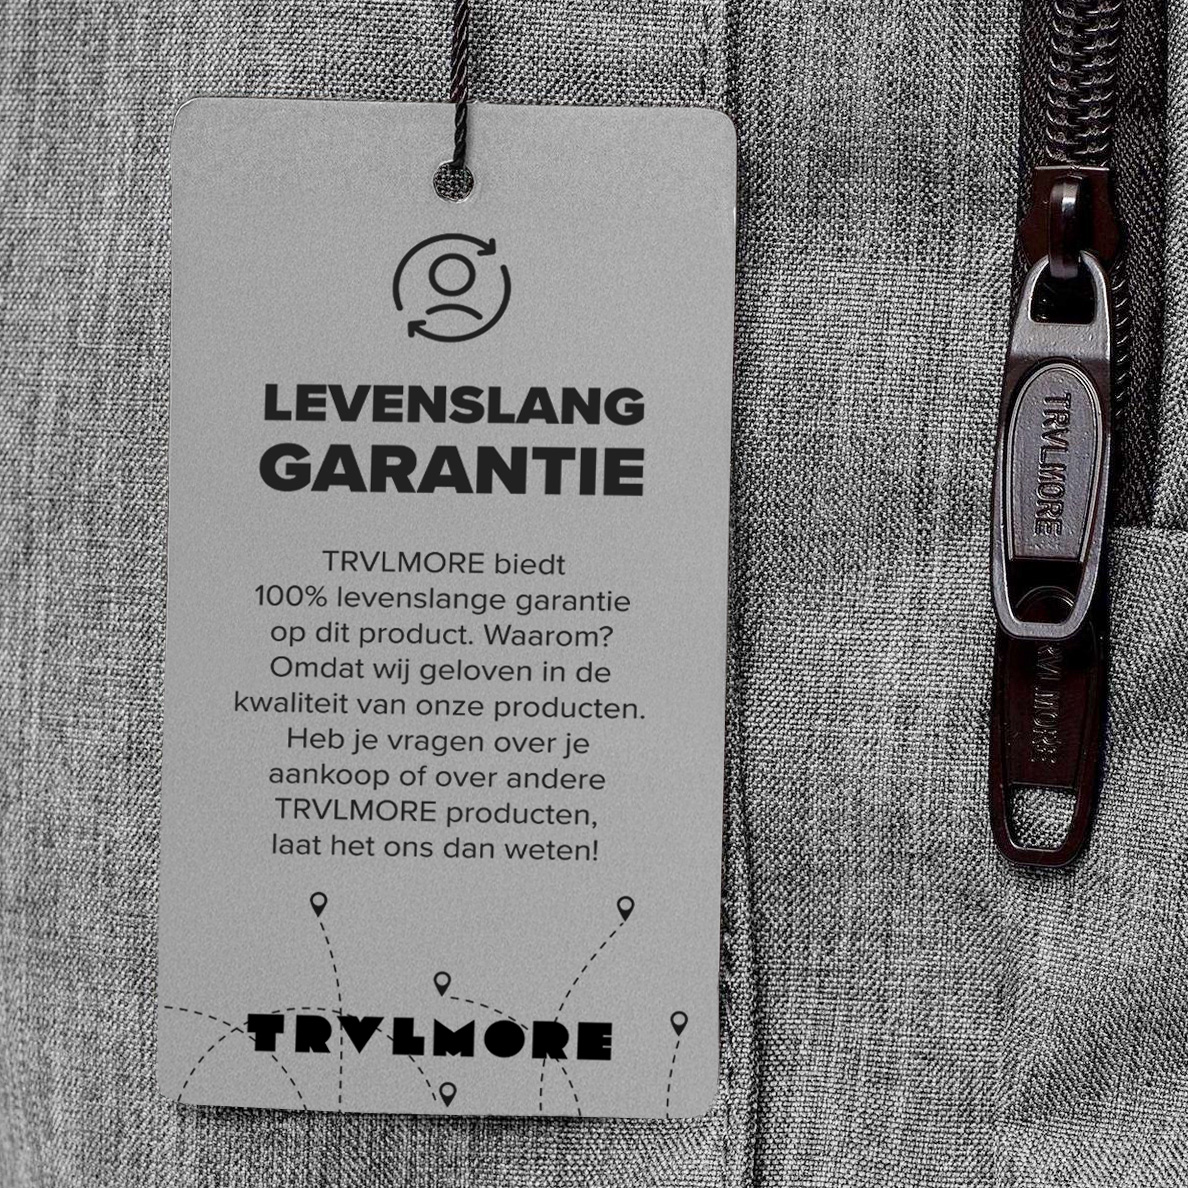 LEVENSLANG
GARANTIE
TRVLMORE biedt
100% levenslange garantie
op dit product. Waarom?
Omdat wij geloven in de
kwaliteit van onze producten.
Heb je vragen over je
aankoop of over andere
TRVLMORE producten,
laat het ons dan weten!
TRVLMORE
TRVLMORE
TRVLMORE